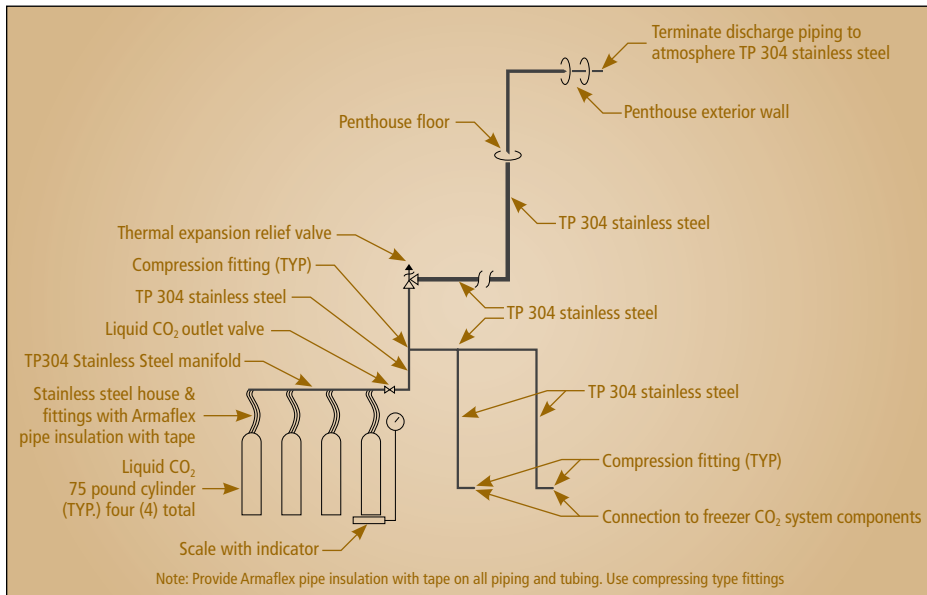 Terminate discharge piping to
atmosphere TP 304 stainless steel
Penthouse exterior wall
Penthouse floor
TP 304 stainless steel
Thermal expansion relief valve
Compression fitting (TYP)
TP 304 stainless steel
TP 304 stainless steel
Liquid CO₂ outlet valve
TP304 Stainless Steel manifold
Stainless steel house &
fittings with Armaflex
pipe insulation with tape
TP 304 stainless steel
Liquid CO₂
75 pound cylinder
(TYP.) four (4) total
Compression fitting (TYP)
Connection to freezer CO₂ system components
Scale with indicator
Note: Provide Armaflex pipe insulation with tape on all piping and tubing. Use compressing type fittings